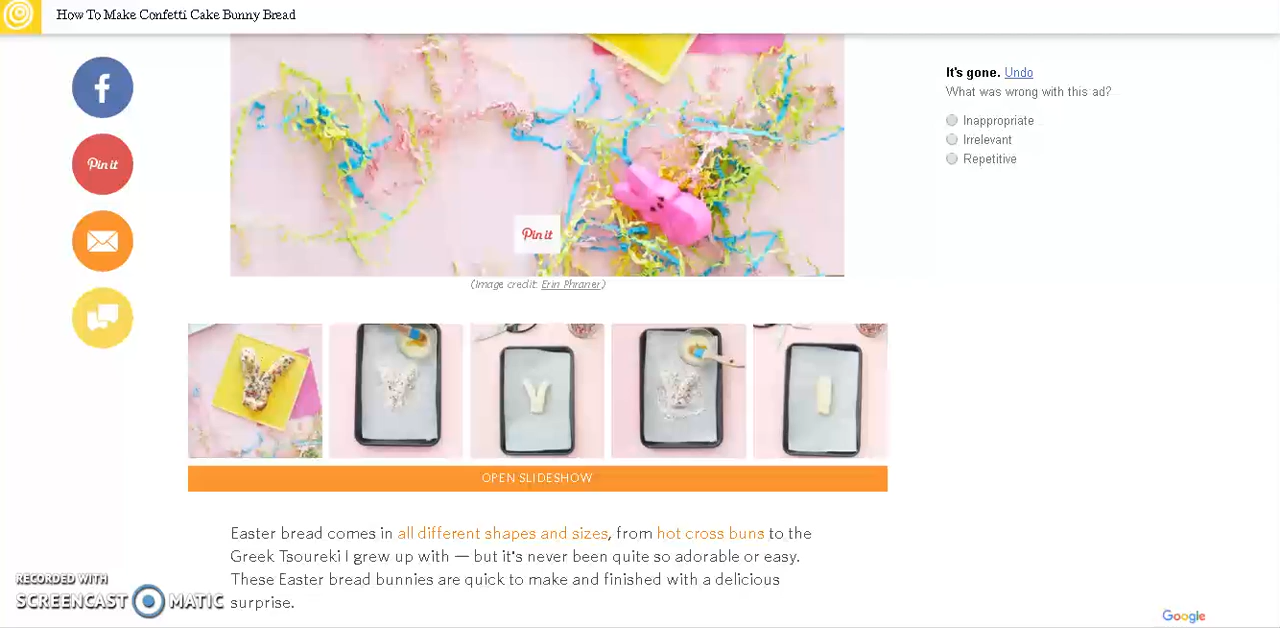 How To Make Confetti Cake Bunny Bread
It's gone. Undo
What was wrong with this ad?
Inappropriate
Irrelevant
Repetitive
Pin it
Pin it
(Image credit: Erin Phraner)
OPEN SLIDESHOW
Easter bread comes in all different shapes and sizes, from hot cross buns to the
Greek Tsoureki I grew up with — but it's never been quite so adorable or easy.
These Easter bread bunnies are quick to make and finished with a delicious
surprise.
RECORDED WITH
SCREENCAST MATIC
Google